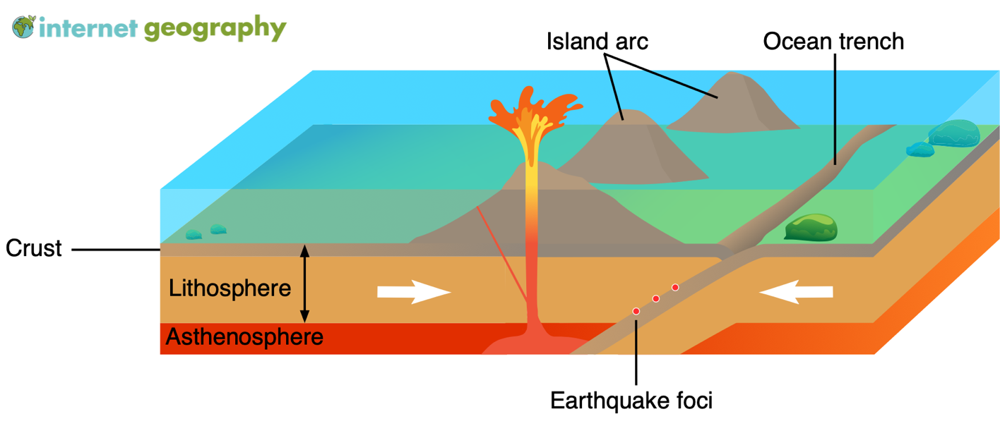 internet geography
Island arc
Ocean trench
Crust
Lithosphere
Asthenosphere
Earthquake foci